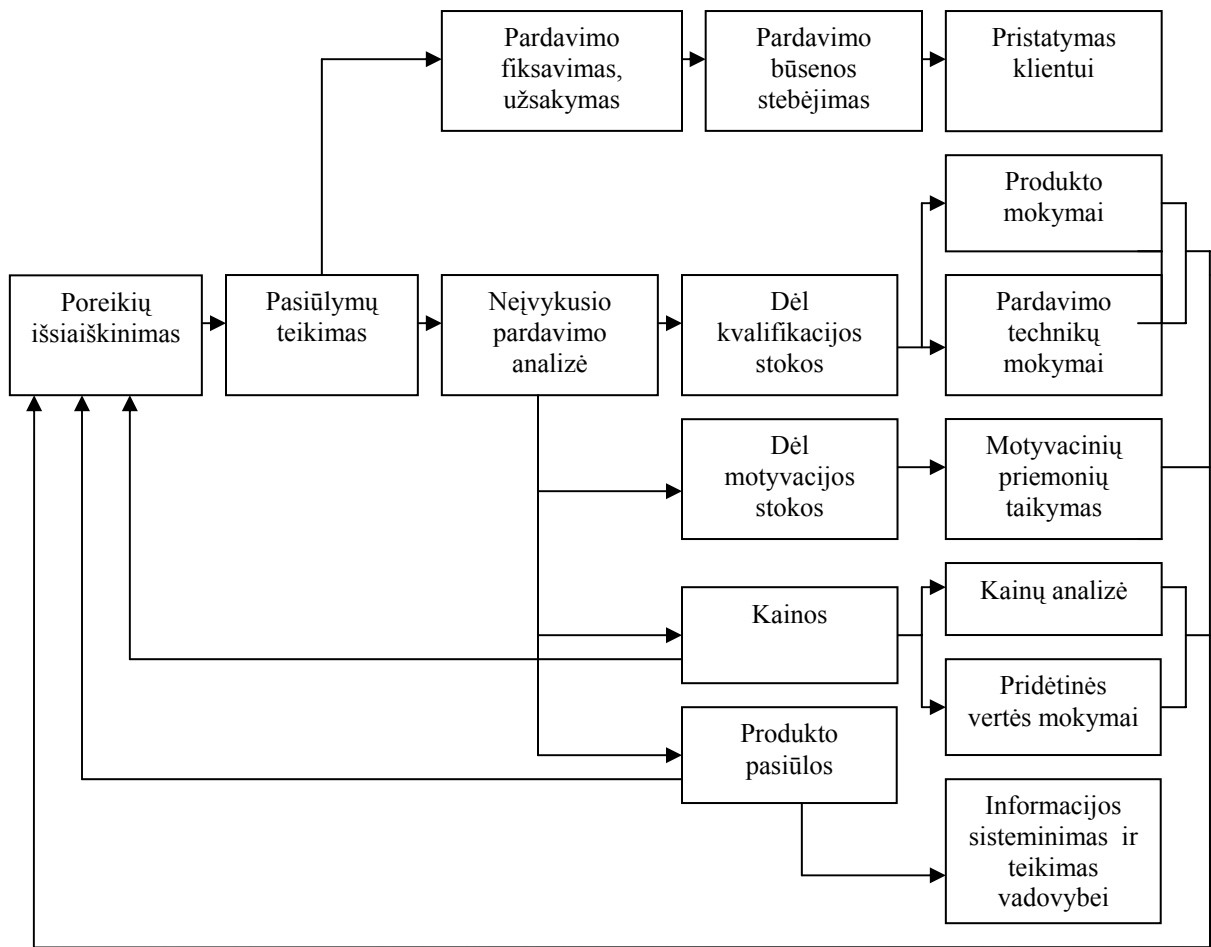 Pardavimo
fiksavimas,
užsakymas
Pardavimo
būsenos
stebėjimas
Pristatymas
klientui
Produkto
mokymai
Poreikių
išsiaiškinimas
Pasiūlymų
teikimas
Neįvykusio
pardavimo
analizė
Dėl
kvalifikacijos
stokos
Pardavimo
technikų
mokymai
Dėl
motyvacijos
stokos
Motyvacinių
priemonių
taikymas
Kainos
Kainų analizė
Pridėtinės
vertės mokymai
Produkto
pasiūlos
Informacijos
sisteminimas ir
teikimas
vadovybei